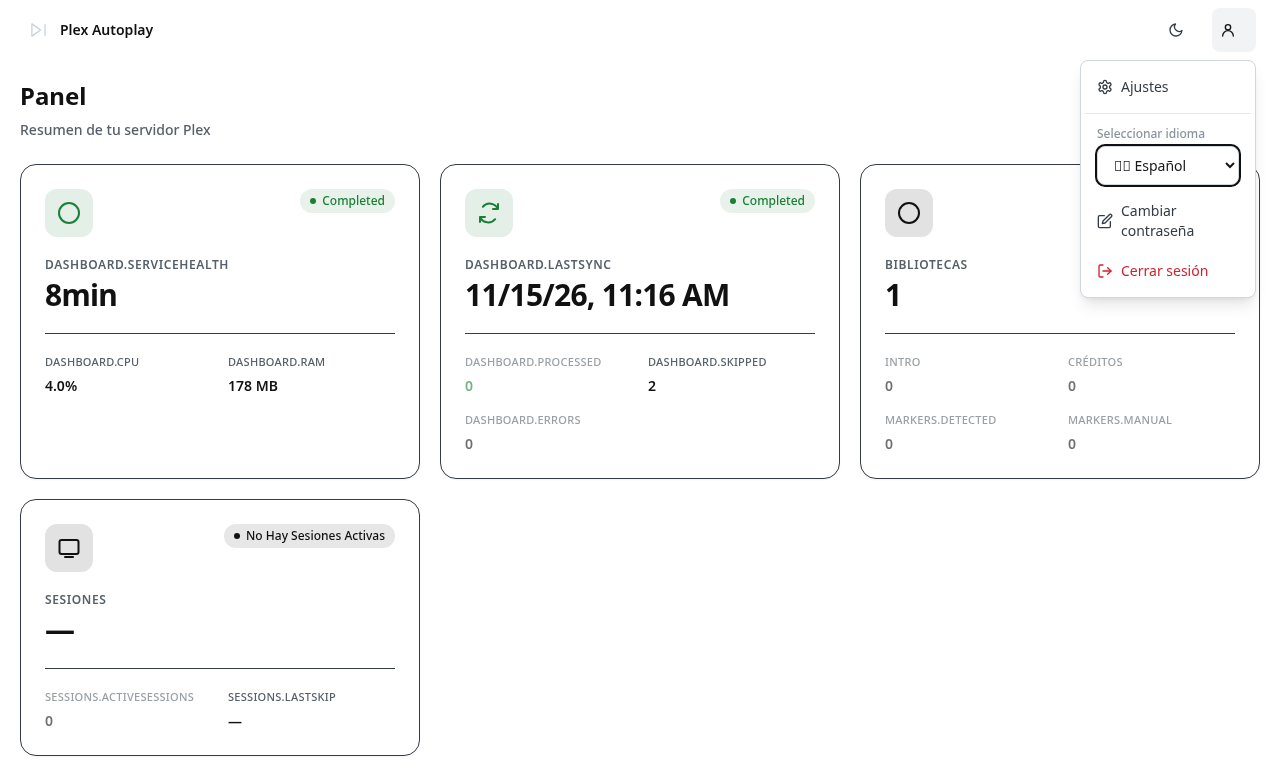 Plex Autoplay
Ajustes
Seleccionar idioma
Español
Cambiar
contraseña
Cerrar sesión
Panel
Resumen de tu servidor Plex
Completed
DASHBOARD.SERVICEHEALTH
8min
DASHBOARD.CPU
DASHBOARD.RAM
4.0%
178 MB
Completed
DASHBOARD.LASTSYNC
11/15/26, 11:16 AM
DASHBOARD.PROCESSED
DASHBOARD.SKIPPED
0
2
DASHBOARD.ERRORS
0
BIBLIOTECAS
1
INTRO
CRÉDITOS
0
0
MARKERS.DETECTED
MARKERS.MANUAL
0
0
No Hay Sesiones Activas
SESIONES
—
SESSIONS.ACTIVESESSIONS
SESSIONS.LASTSKIP
0
—